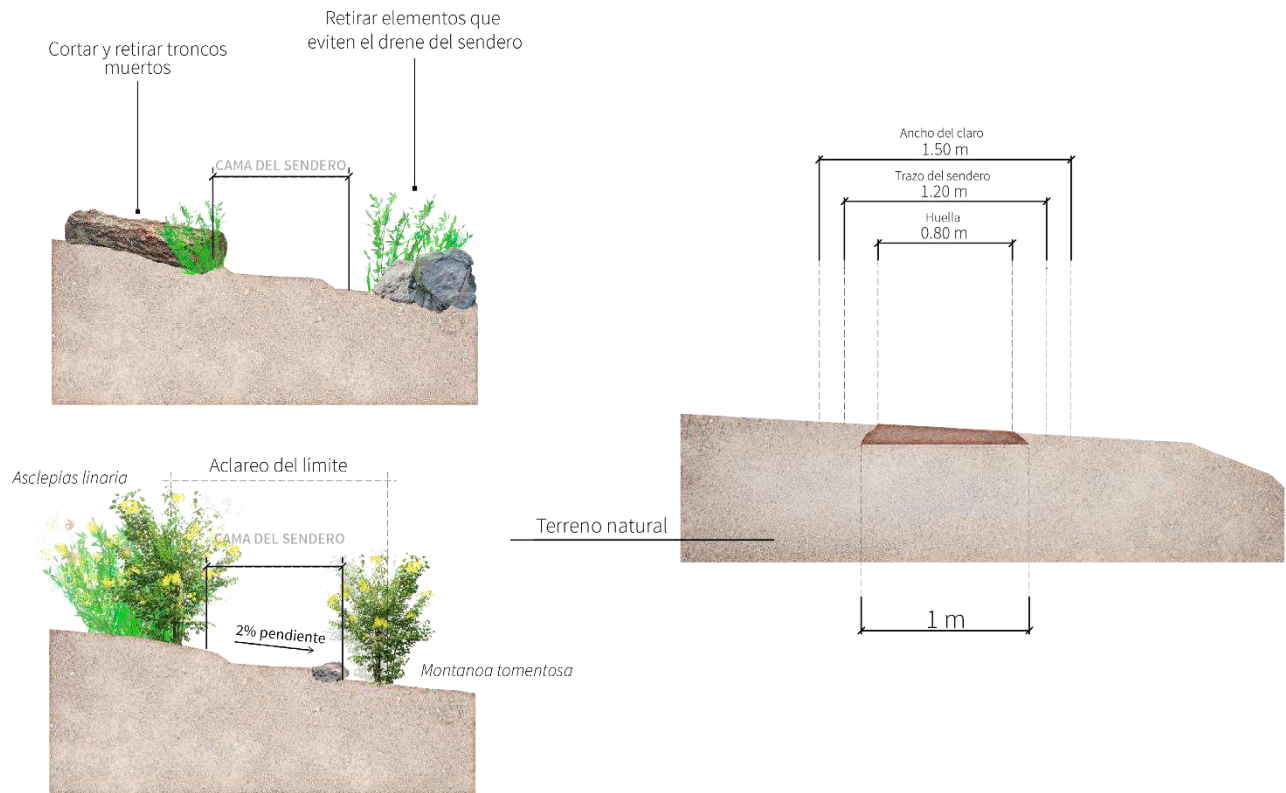 Cortar y retirar troncos
muertos
Retirar elementos que
eviten el drene del sendero
CAMA DEL SENDERO
Asclepias linaria
Aclareo del límite
CAMA DEL SENDERO
2% pendiente
Montanoa tomentosa
Ancho del claro
1.50 m
Trazo del sendero
1.20 m
Huella
0.80 m
Terreno natural
1 m